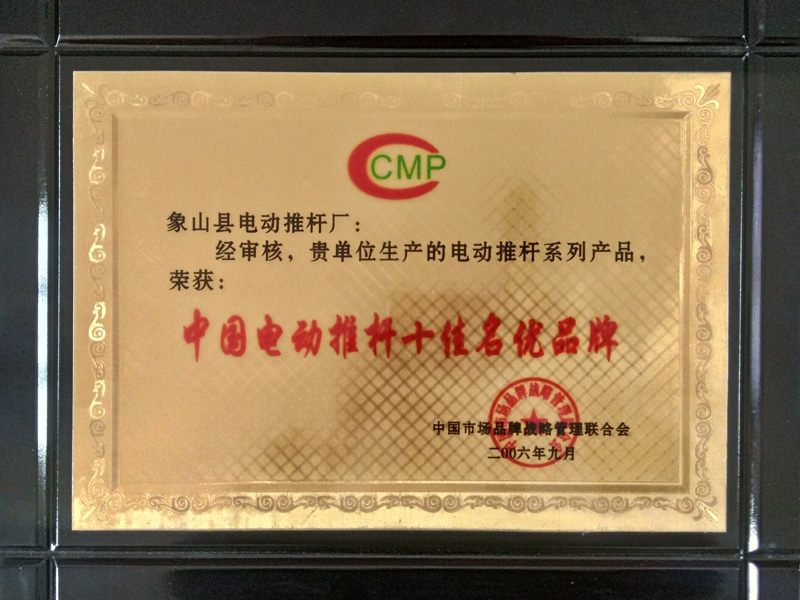 CMP
象山县电动推杆厂：
经审核，贵单位生产的电动推杆系列产品，
荣获：
中国电动推杆十佳名优品牌
中国市场品牌战略管理联合会
二00六年九月